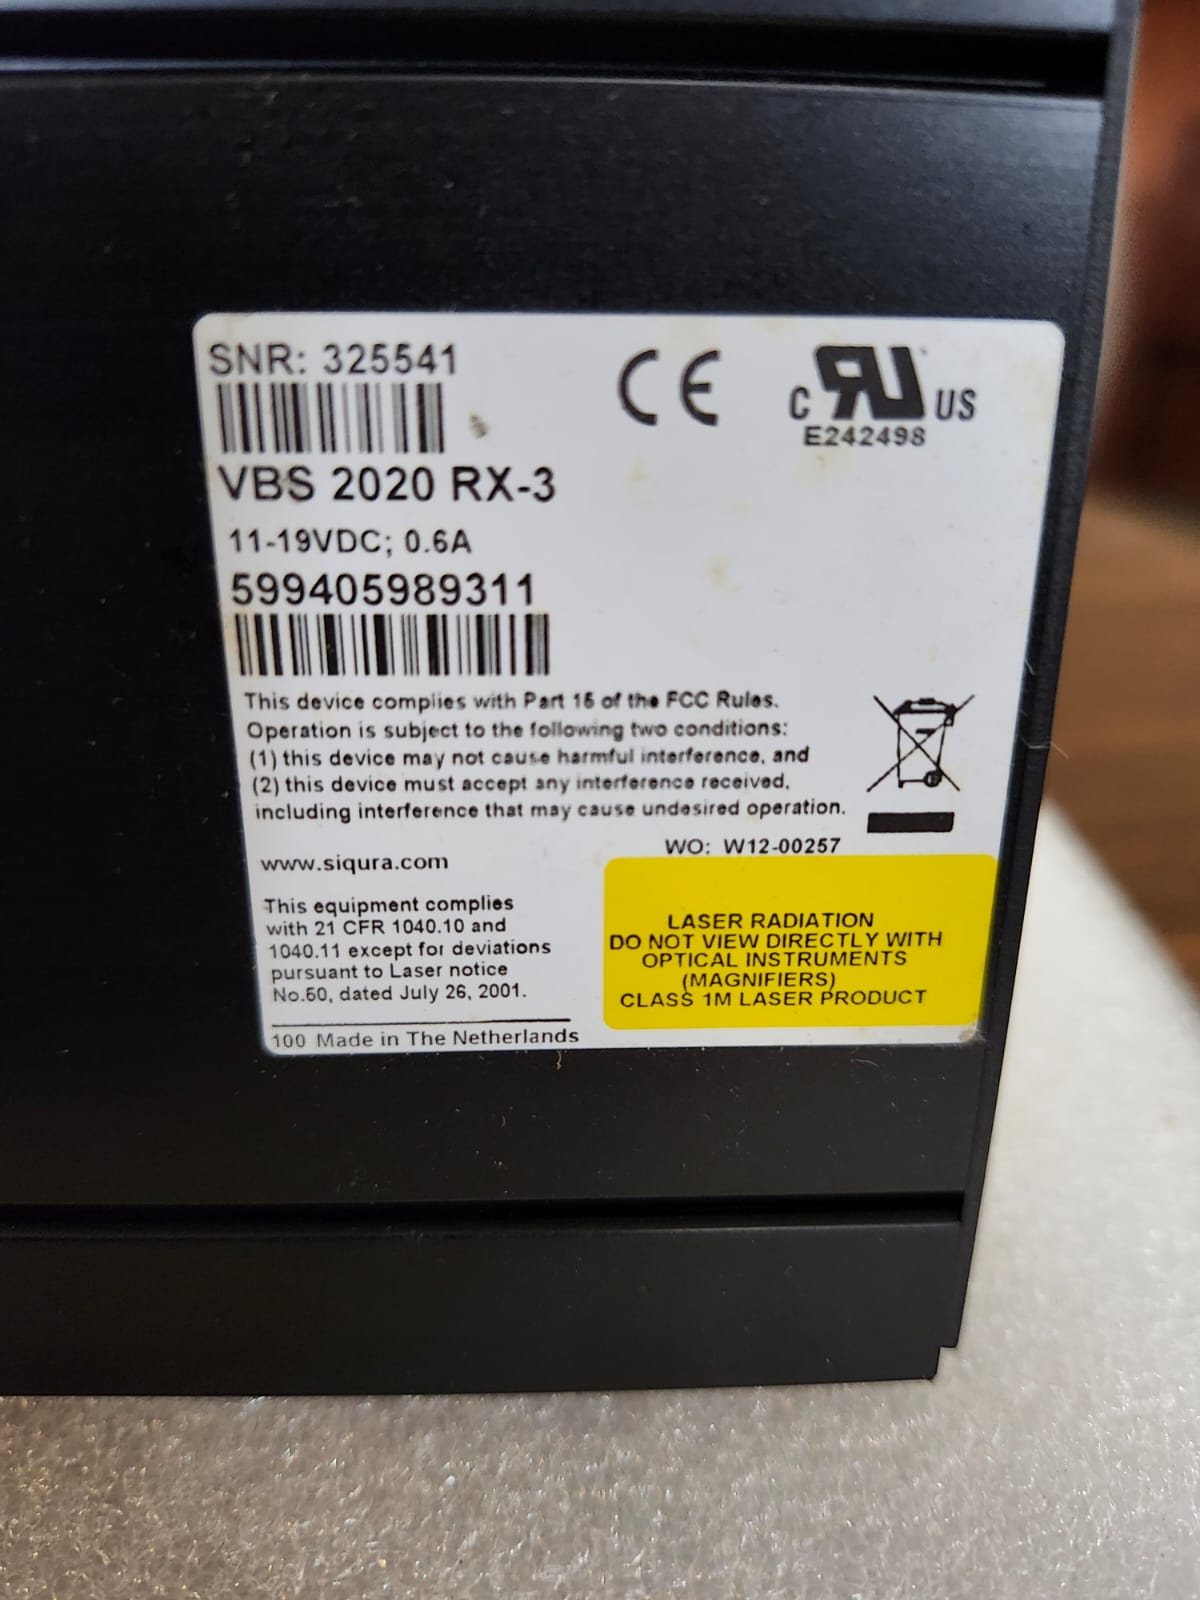 SNR: 325541
CE
C RU US
E242498
VBS 2020 RX-3
11-19VDC; 0.6A
599405989311
This device complies with Part 15 of the FCC Rules.
Operation is subject to the following two conditions:
(1) this device may not cause harmful interference, and
(2) this device must accept any interference received,
including interference that may cause undesired operation.
WO: W12-00257
www.siqura.com
This equipment complies
with 21 CFR 1040.10 and
1040.11 except for deviations
pursuant to Laser notice
No.50, dated July 26, 2001.
LASER RADIATION
DO NOT VIEW DIRECTLY WITH
OPTICAL INSTRUMENTS
(MAGNIFIERS)
CLASS 1M LASER PRODUCT
100 Made in The Netherlands